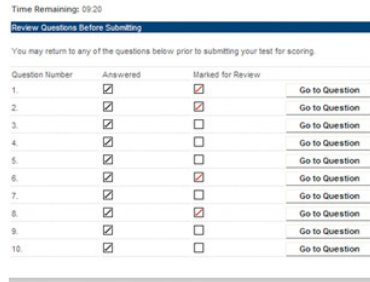 Time Remaining: 09:20
Review Questions Before Submitting
You may return to any of the questions below prior to submitting your test for scoring.
Question Number Answered Marked for Review
1. Go to Question
2. Go to Question
3. Go to Question
4. Go to Question
5. Go to Question
6. Go to Question
7. Go to Question
8. Go to Question
9. Go to Question
10. Go to Question